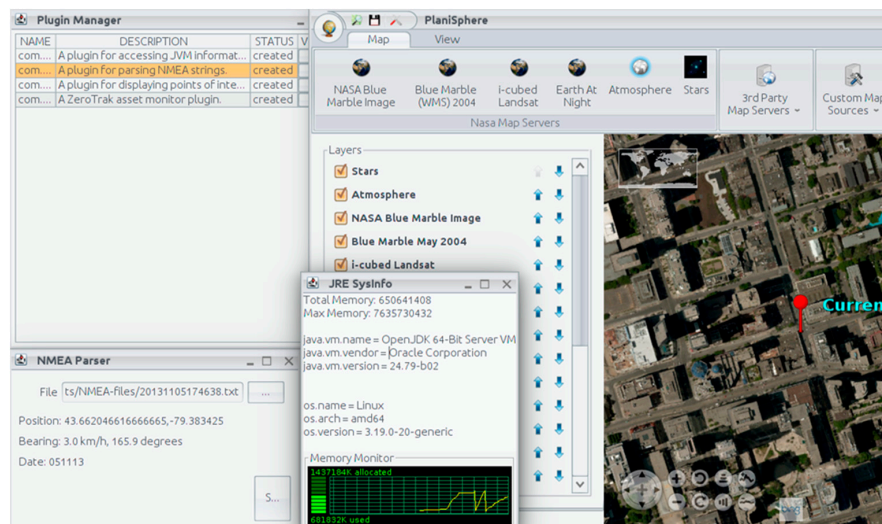 Plugin Manager
NAME DESCRIPTION STATUS V
com.... A plugin for accessing JVM informat... created
com.... A plugin for parsing NMEA strings. created
com.... A plugin for displaying points of inte... created
com.... A ZeroTrak asset monitor plugin. created
PlaniSphere
Map View
NASA Blue
Marble Image
Blue Marble
(WMS) 2004
i-cubed
Landsat
Earth At
Night
Atmosphere
Stars
Nasa Map Servers
3rd Party
Map Servers
Custom Map
Sources
Layers
Stars
Atmosphere
NASA Blue Marble Image
Blue Marble May 2004
i-cubed Landsat
Curren
JRE SysInfo
Total Memory: 650641408
Max Memory: 7635730432
java.vm.name = OpenJDK 64-Bit Server VM
java.vm.vendor = Oracle Corporation
java.vm.version = 24.79-b02
os.name = Linux
os.arch = amd64
os.version = 3.19.0-20-generic
Memory Monitor
1437184K allocated
681832K used
NMEA Parser
File ts/NMEA-files/20131105174638.txt ...
Position: 43.662046616666665,-79.383425
Bearing: 3.0 km/h, 165.9 degrees
Date: 051113
S...
bing